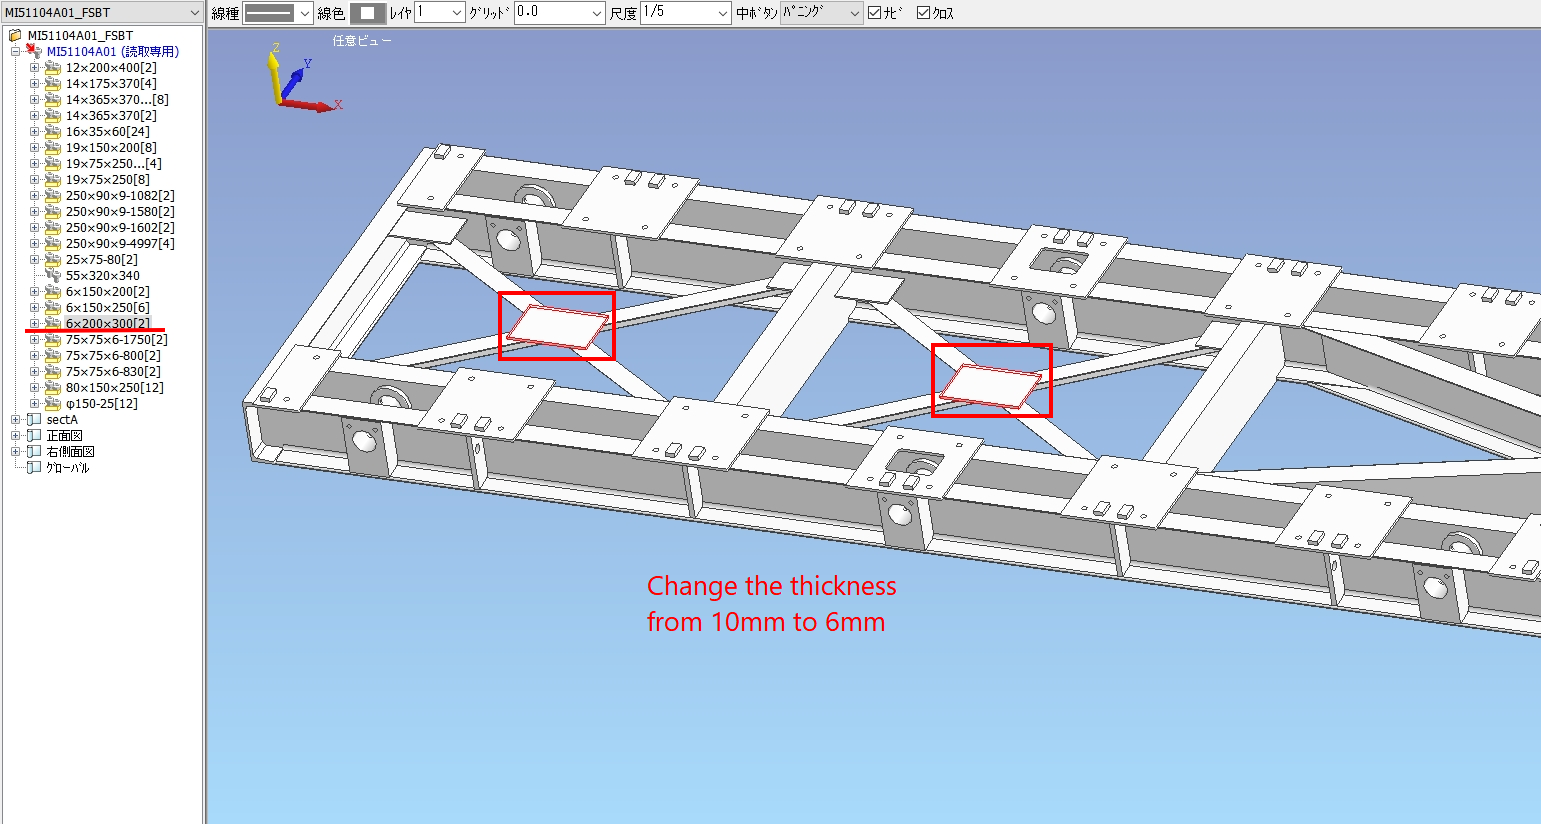 MI51104A01_FSBT
線種
線色
ﾚｲﾔ 1
ｸﾞﾘｯﾄﾞ 0.0
尺度 1/5
中ﾎﾞﾀﾝ ﾊﾟﾆﾝｸﾞ
ﾅﾋﾞ
ｸﾛｽ
MI51104A01_FSBT
MI51104A01 (読取専用)
12×200×400[2]
14×175×370[4]
14×365×370...[8]
14×365×370[2]
16×35×60[24]
19×150×200[8]
19×75×250...[4]
19×75×250[8]
250×90×9-1082[2]
250×90×9-1580[2]
250×90×9-1602[2]
250×90×9-4997[4]
25×75-80[2]
55×320×340
6×150×200[2]
6×150×250[6]
6×200×300[2]
75×75×6-1750[2]
75×75×6-800[2]
75×75×6-830[2]
80×150×250[12]
φ150-25[12]
sectA
正面図
右側面図
ｸﾞﾛｰﾊﾞﾙ
任意ビュー
Z
Y
X
Change the thickness
from 10mm to 6mm